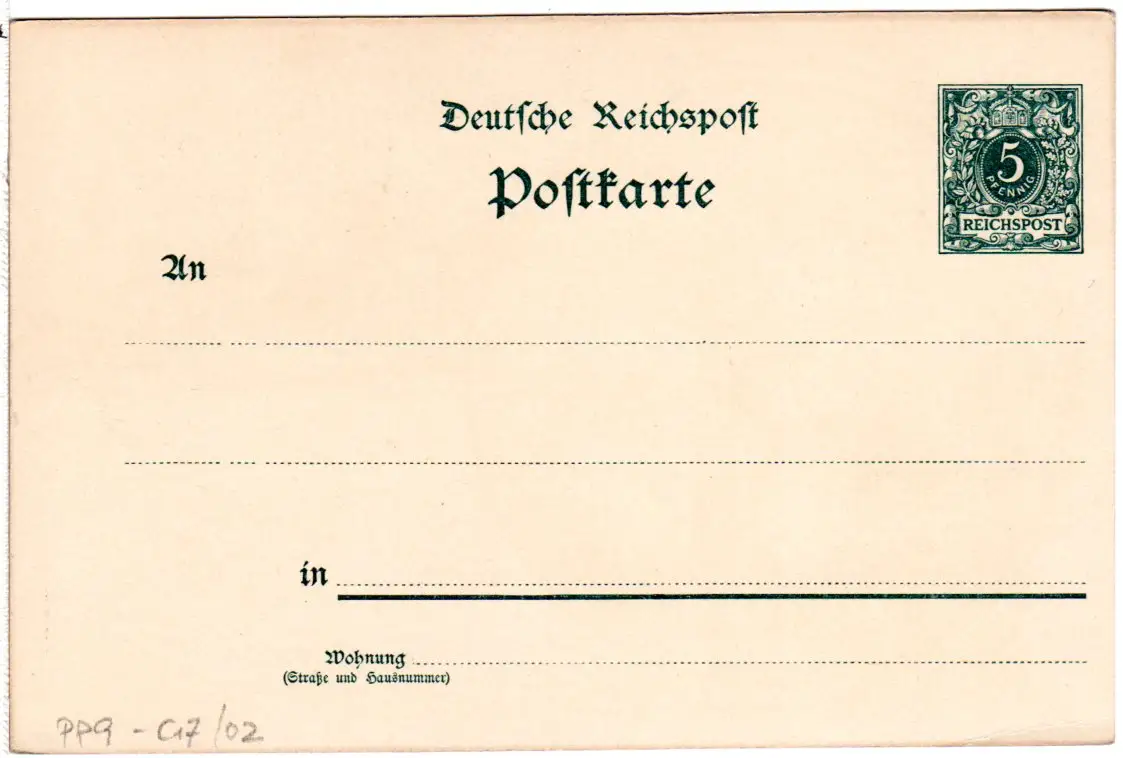 Deutsche Reichspost
Postkarte
5
PFENNIG
REICHSPOST
An
in
Wohnung
(Straße und Hausnummer)
PP9 - C17/02